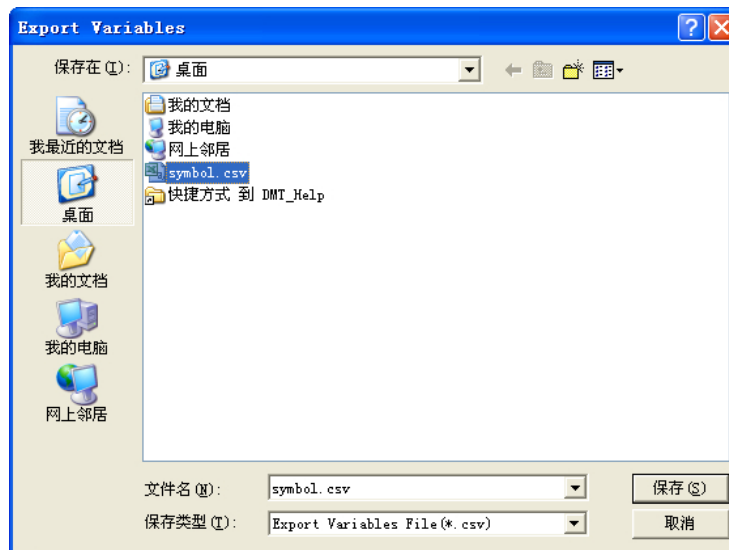 Export Variables
保存在(I): 桌面
我最近的文档
桌面
我的文档
我的电脑
网上邻居
我的文档
我的电脑
网上邻居
symbol.csv
快捷方式 到 DMT_Help
文件名(N): symbol.csv 保存(S)
保存类型(T): Export Variables File(*.csv) 取消